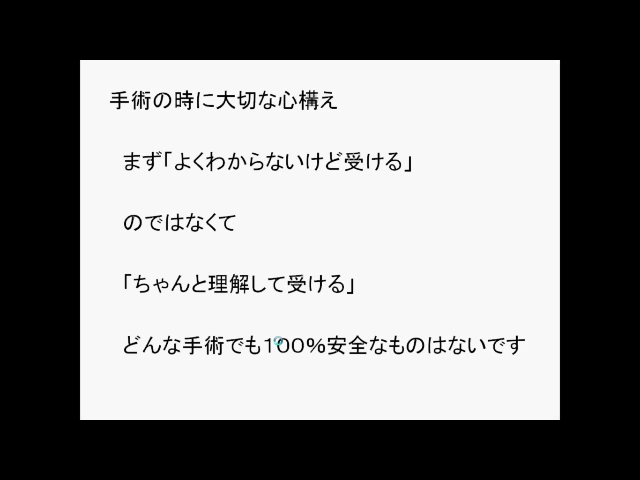 手術の時に大切な心構え
まず「よくわからないけど受ける」
のではなくて
「ちゃんと理解して受ける」
どんな手術でも100%安全なものはないです